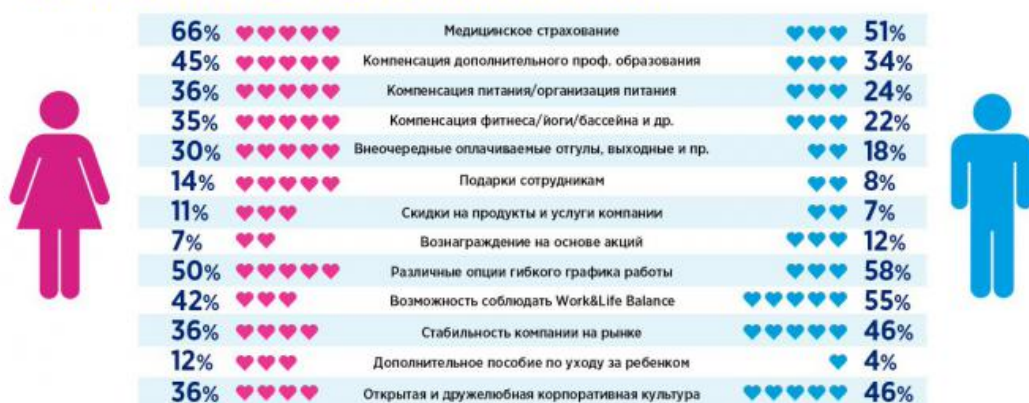 66% Медицинское страхование 51%
45% Компенсация дополнительного проф. образования 34%
36% Компенсация питания/организация питания 24%
35% Компенсация фитнеса/йоги/бассейна и др. 22%
30% Внеочередные оплачиваемые отгулы, выходные и пр. 18%
14% Подарки сотрудникам 8%
11% Скидки на продукты и услуги компании 7%
7% Вознаграждение на основе акций 12%
50% Различные опции гибкого графика работы 58%
42% Возможность соблюдать Work&Life Balance 55%
36% Стабильность компании на рынке 46%
12% Дополнительное пособие по уходу за ребенком 4%
36% Открытая и дружелюбная корпоративная культура 46%